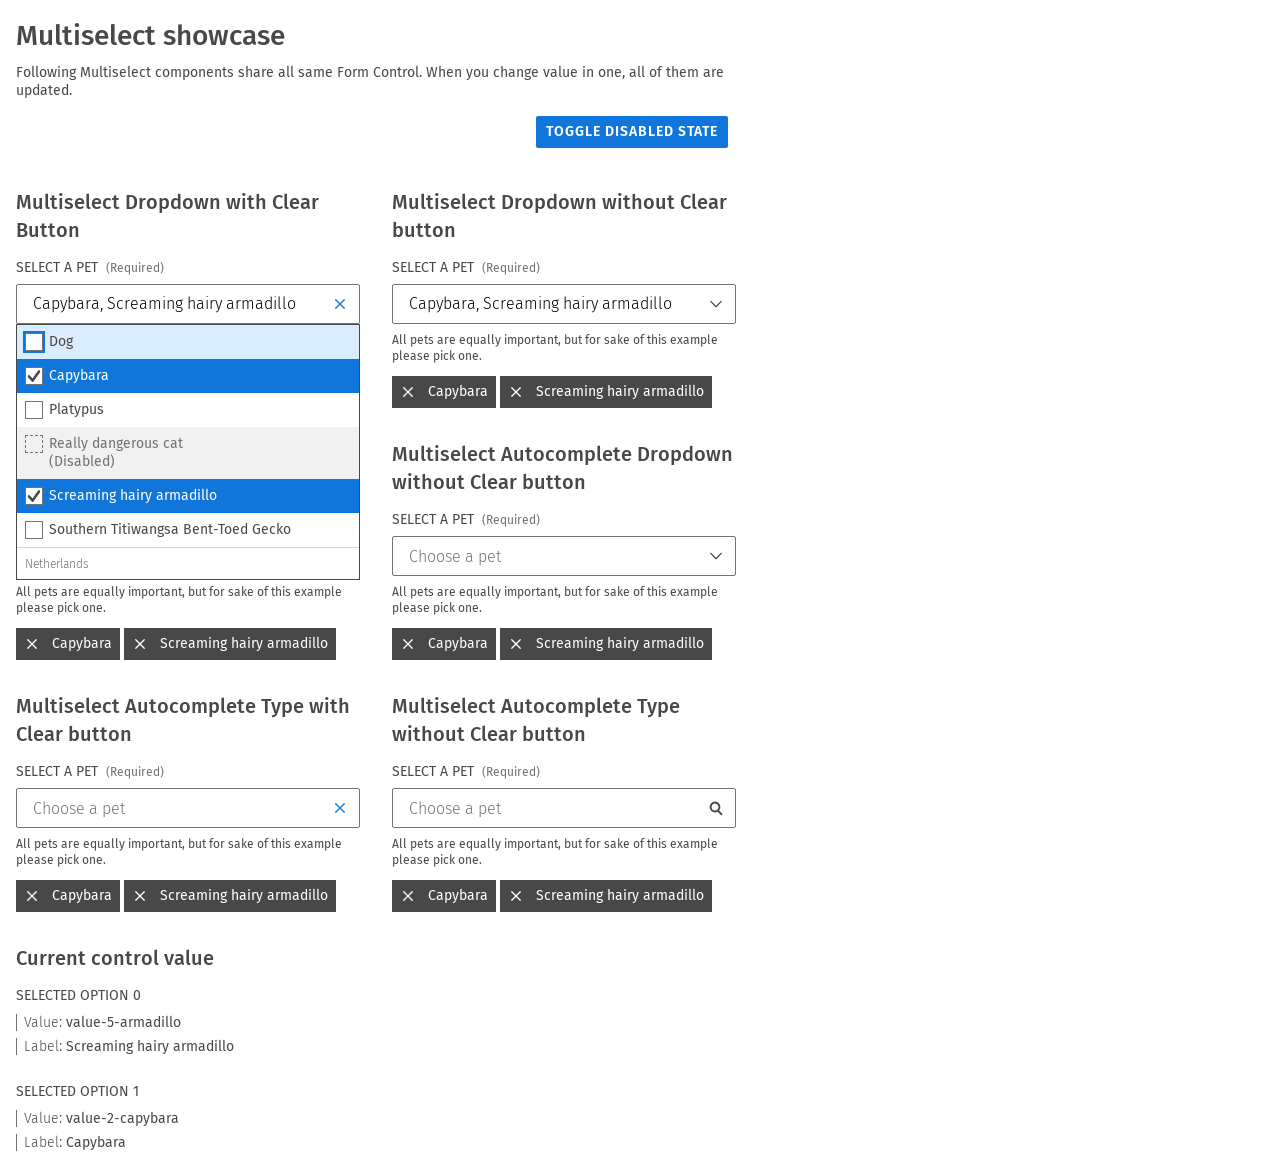 Multiselect showcase
Following Multiselect components share all same Form Control. When you change value in one, all of them are
updated.
TOGGLE DISABLED STATE
Multiselect Dropdown with Clear
Button
SELECT A PET (Required)
Capybara, Screaming hairy armadillo
Dog
Capybara
Platypus
Really dangerous cat
(Disabled)
Screaming hairy armadillo
Southern Titiwangsa Bent-Toed Gecko
Netherlands
All pets are equally important, but for sake of this example
please pick one.
Capybara
Screaming hairy armadillo
Multiselect Dropdown without Clear
button
SELECT A PET (Required)
Capybara, Screaming hairy armadillo
All pets are equally important, but for sake of this example
please pick one.
Capybara
Screaming hairy armadillo
Multiselect Autocomplete Dropdown
without Clear button
SELECT A PET (Required)
Choose a pet
All pets are equally important, but for sake of this example
please pick one.
Capybara
Screaming hairy armadillo
Multiselect Autocomplete Type with
Clear button
SELECT A PET (Required)
Choose a pet
All pets are equally important, but for sake of this example
please pick one.
Capybara
Screaming hairy armadillo
Multiselect Autocomplete Type
without Clear button
SELECT A PET (Required)
Choose a pet
All pets are equally important, but for sake of this example
please pick one.
Capybara
Screaming hairy armadillo
Current control value
SELECTED OPTION 0
Value: value-5-armadillo
Label: Screaming hairy armadillo
SELECTED OPTION 1
Value: value-2-capybara
Label: Capybara